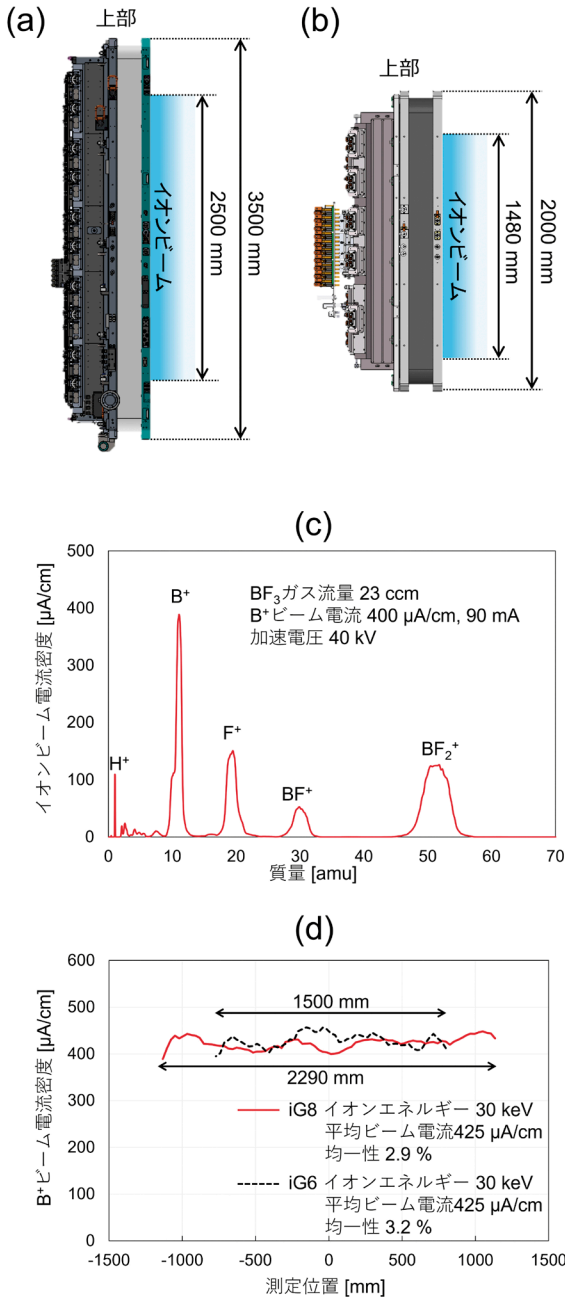 (a)
上部
イオンビーム
2500 mm
3500 mm
(b)
上部
イオンビーム
1480 mm
2000 mm
(c)
イオンビーム電流密度 [μA/cm]
500
400
300
200
100
0
H⁺
B⁺
F⁺
BF⁺
BF₂⁺
BF₃ガス流量 23 ccm
B⁺ビーム電流 400 μA/cm, 90 mA
加速電圧 40 kV
0 10 20 30 40 50 60 70
質量 [amu]
(d)
B⁺ビーム電流密度 [μA/cm]
600
500
400
300
200
100
0
1500 mm
2290 mm
iG8 イオンエネルギー 30 keV
平均ビーム電流425 μA/cm
均一性 2.9 %
iG6 イオンエネルギー 30 keV
平均ビーム電流425 μA/cm
均一性 3.2 %
-1500 -1000 -500 0 500 1000 1500
測定位置 [mm]